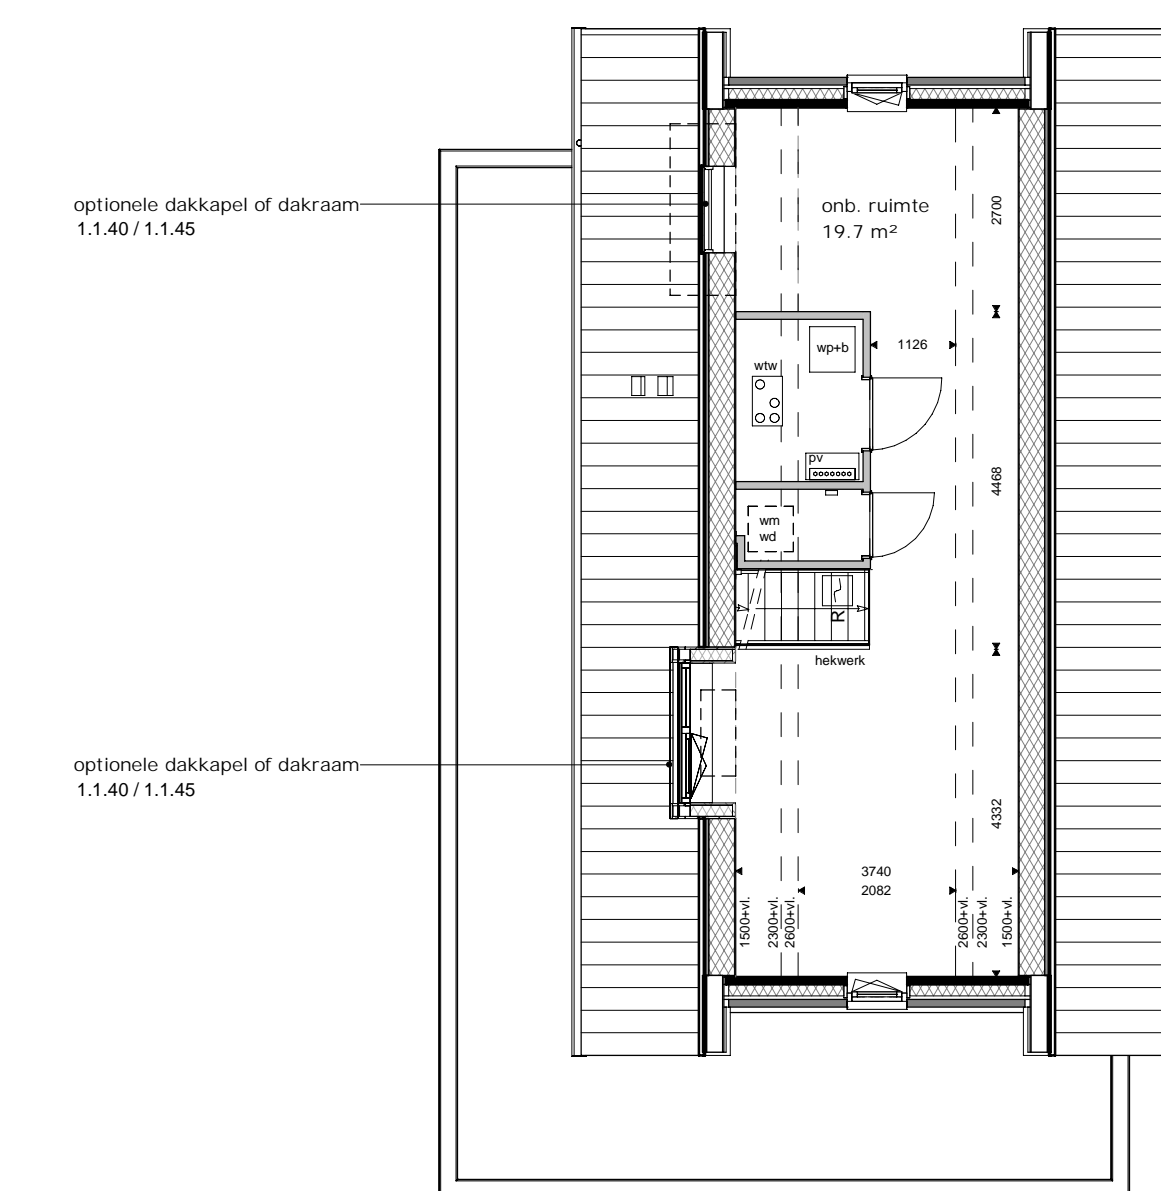 optionele dakkapel of dakraam
1.1.40 / 1.1.45
onb. ruimte
19.7 m²
2700
wp+b
1126
wtw
pv
4468
wm
wd
R
hekwerk
optionele dakkapel of dakraam
1.1.40 / 1.1.45
4332
3740
2082
1500+vl.
2300+vl.
2600+vl.
2600+vl.
2300+vl.
1500+vl.